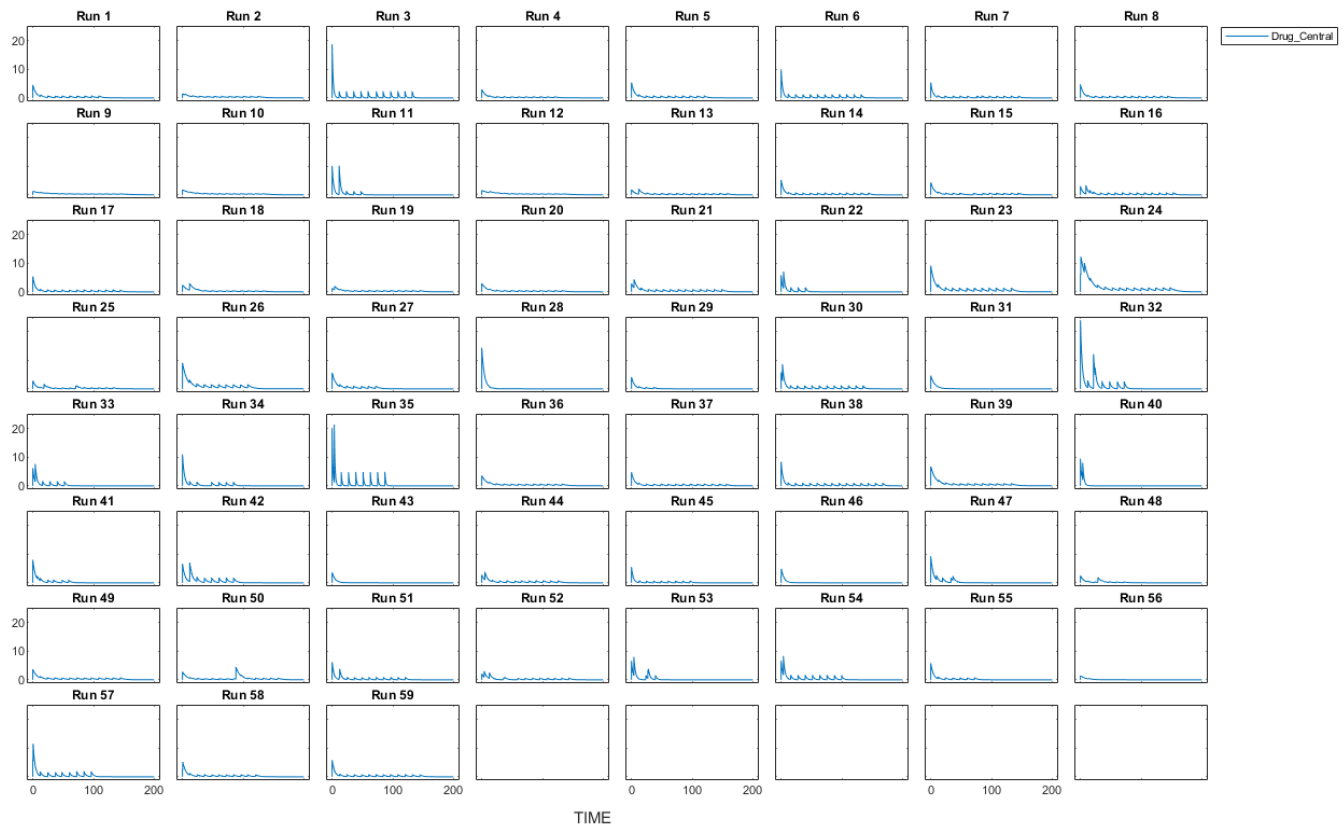 Run 1 Run 2 Run 3 Run 4 Run 5 Run 6 Run 7 Run 8
Drug_Central
20
10
0
Run 9 Run 10 Run 11 Run 12 Run 13 Run 14 Run 15 Run 16
Run 17 Run 18 Run 19 Run 20 Run 21 Run 22 Run 23 Run 24
20
10
0
Run 25 Run 26 Run 27 Run 28 Run 29 Run 30 Run 31 Run 32
Run 33 Run 34 Run 35 Run 36 Run 37 Run 38 Run 39 Run 40
20
10
0
Run 41 Run 42 Run 43 Run 44 Run 45 Run 46 Run 47 Run 48
Run 49 Run 50 Run 51 Run 52 Run 53 Run 54 Run 55 Run 56
20
10
0
Run 57 Run 58 Run 59
0 100 200 0 100 200 0 100 200 0 100 200
TIME